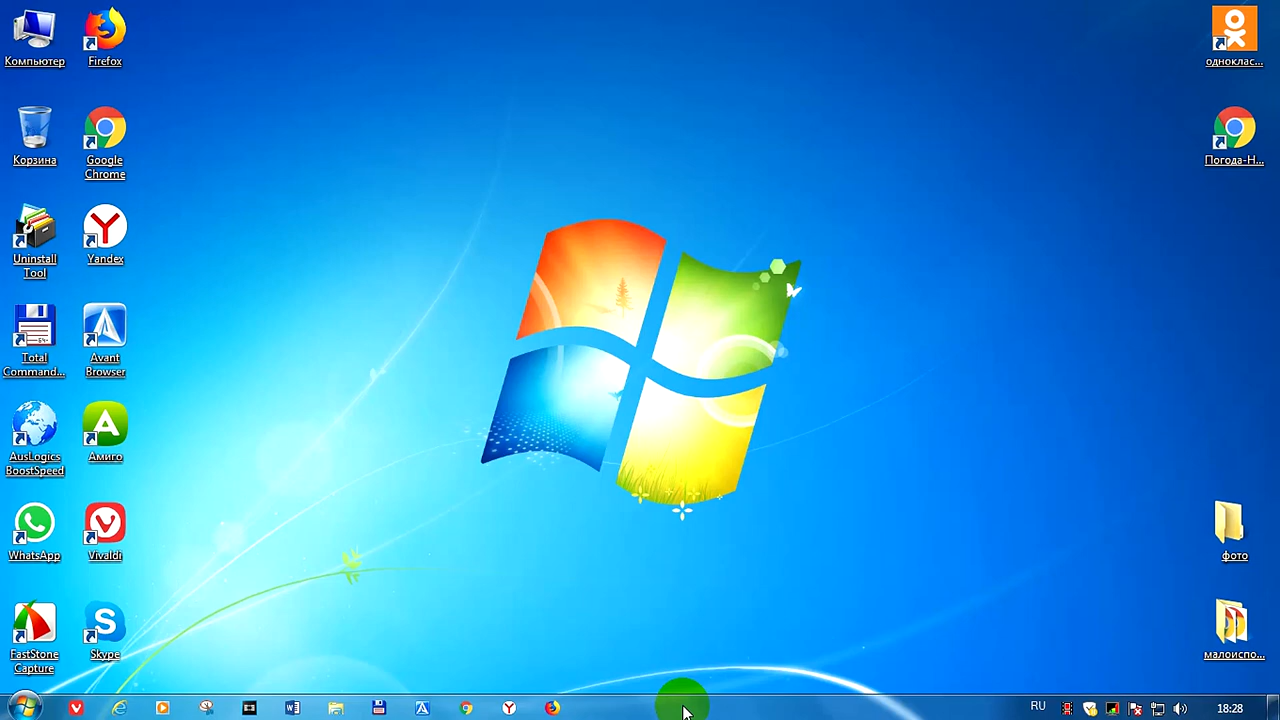 Компьютер
Firefox
Корзина
Google
Chrome
Uninstall
Tool
Yandex
Total
Command...
Avant
Browser
AusLogics
BoostSpeed
Амиго
WhatsApp
Vivaldi
FastStone
Capture
Skype
одноклас...
Погода-Н...
фото
малоиспо...
RU
18:28